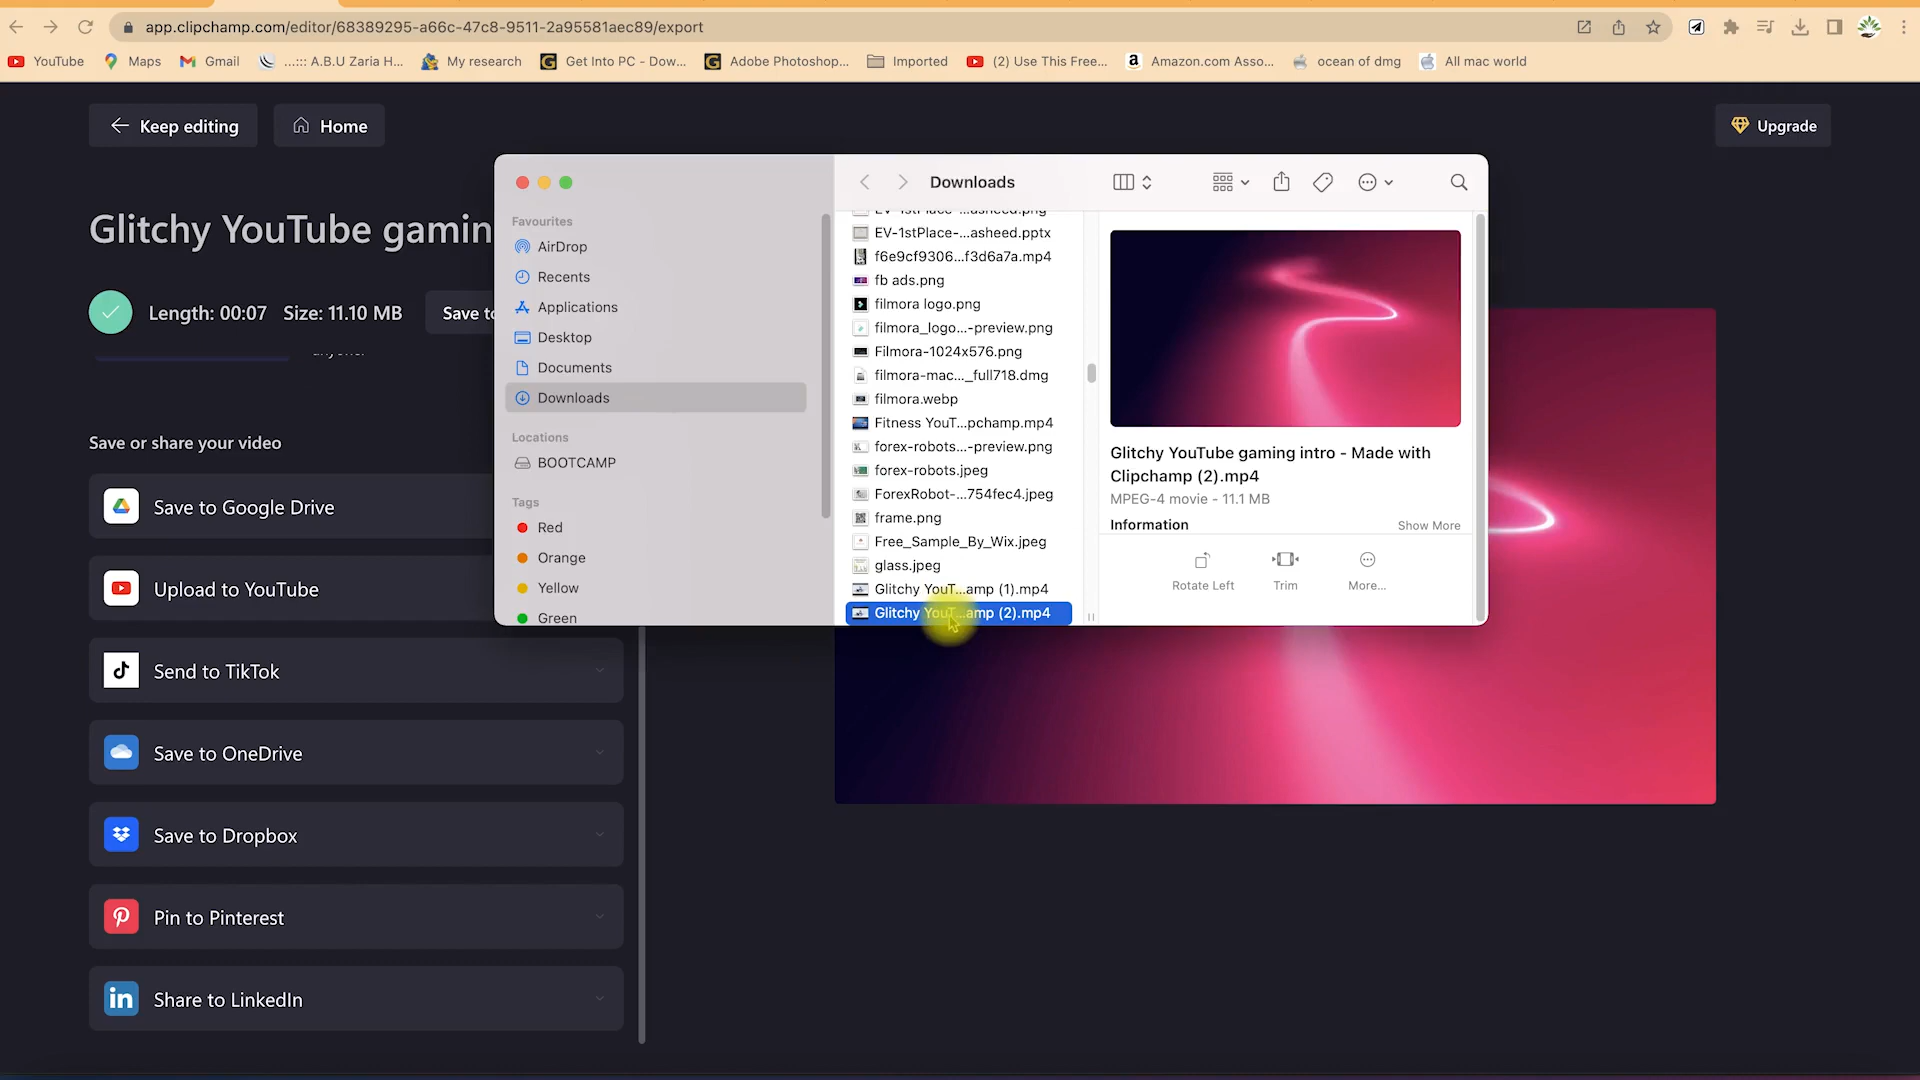 app.clipchamp.com/editor/68389295-a66c-47c8-9511-2a95581aec89/export
YouTube
Maps
Gmail
...::: A.B.U Zaria H...
My research
Get Into PC - Dow...
Adobe Photoshop...
Imported
(2) Use This Free...
Amazon.com Asso...
ocean of dmg
All mac world
Keep editing
Home
Upgrade
Glitchy YouTube gamin
Length: 00:07
Size: 11.10 MB
Save to
Save or share your video
Save to Google Drive
Upload to YouTube
Send to TikTok
Save to OneDrive
Save to Dropbox
Pin to Pinterest
Share to LinkedIn
Favourites
AirDrop
Recents
Applications
Desktop
Documents
Downloads
Locations
BOOTCAMP
Tags
Red
Orange
Yellow
Green
Downloads
EV-1stPlace-...asheed.pptx
f6e9cf9306...f3d6a7a.mp4
fb ads.png
filmora logo.png
filmora_logo...-preview.png
Filmora-1024x576.png
filmora-mac..._full718.dmg
filmora.webp
Fitness YouT...pchamp.mp4
forex-robots...-preview.png
forex-robots.jpeg
ForexRobot-...754fec4.jpeg
frame.png
Free_Sample_By_Wix.jpeg
glass.jpeg
Glitchy YouT...amp (1).mp4
Glitchy YouT...amp (2).mp4
Glitchy YouTube gaming intro - Made with
Clipchamp (2).mp4
MPEG-4 movie - 11.1 MB
Information
Show More
Rotate Left
Trim
More...